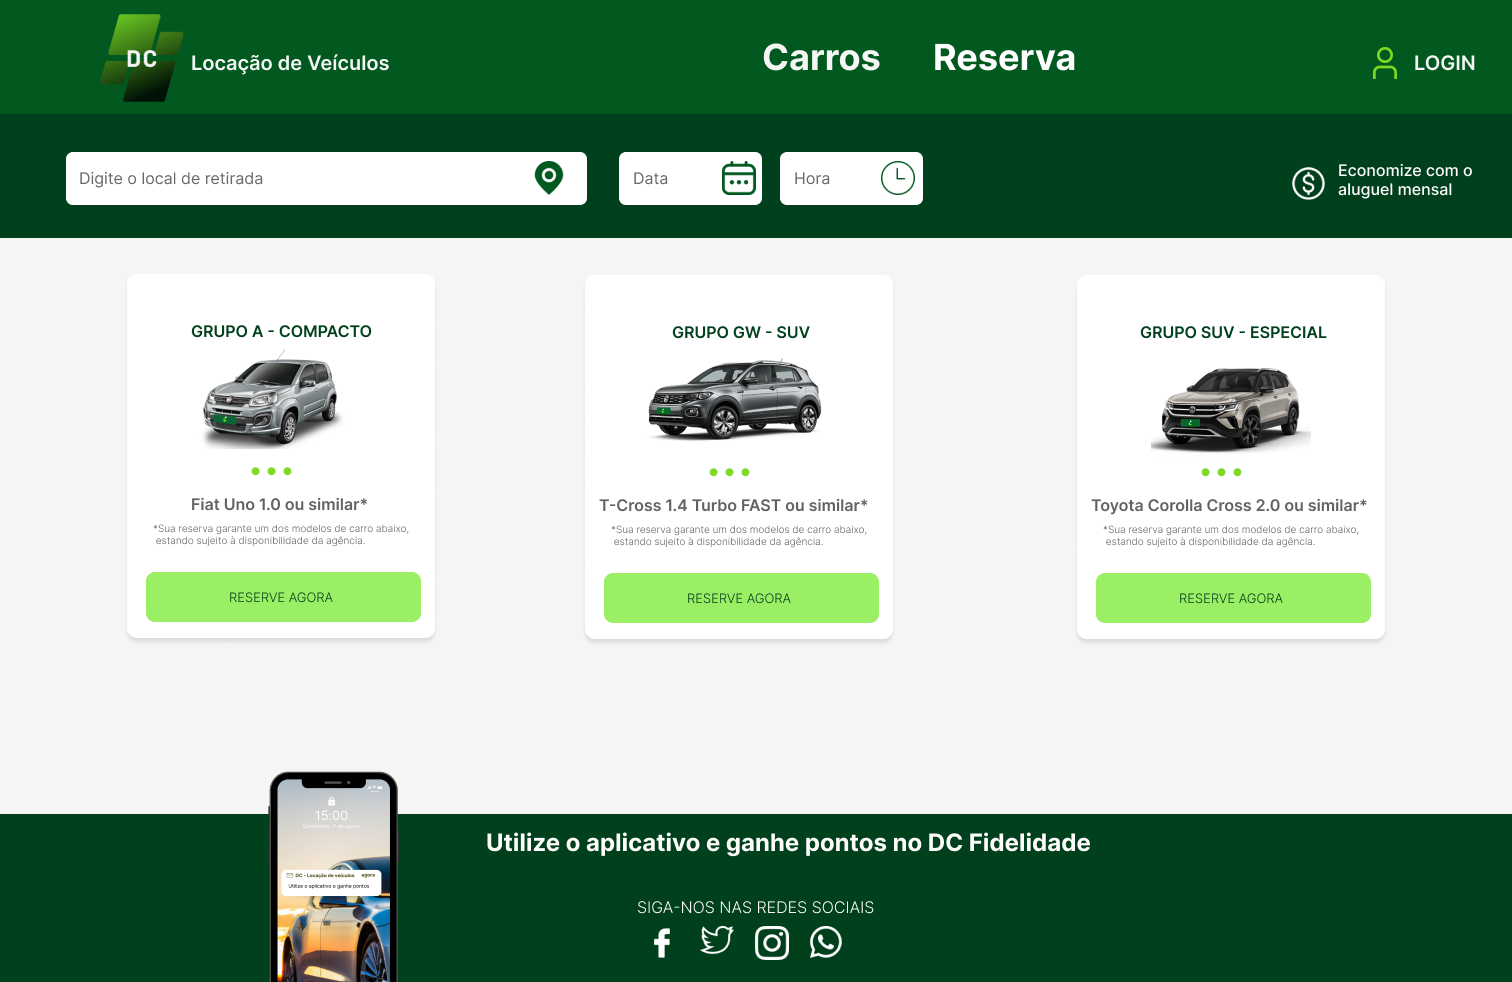 DC
Locação de Veículos
Carros
Reserva
LOGIN
Digite o local de retirada
Data
Hora
Economize com o
aluguel mensal
GRUPO A - COMPACTO
Fiat Uno 1.0 ou similar*
*Sua reserva garante um dos modelos de carro abaixo,
estando sujeito à disponibilidade da agência.
RESERVE AGORA
GRUPO GW - SUV
T-Cross 1.4 Turbo FAST ou similar*
*Sua reserva garante um dos modelos de carro abaixo,
estando sujeito à disponibilidade da agência.
RESERVE AGORA
GRUPO SUV - ESPECIAL
Toyota Corolla Cross 2.0 ou similar*
*Sua reserva garante um dos modelos de carro abaixo,
estando sujeito à disponibilidade da agência.
RESERVE AGORA
15:00
DC - Locação de veículos
agora
Utilize o aplicativo e ganhe pontos
Utilize o aplicativo e ganhe pontos no DC Fidelidade
SIGA-NOS NAS REDES SOCIAIS